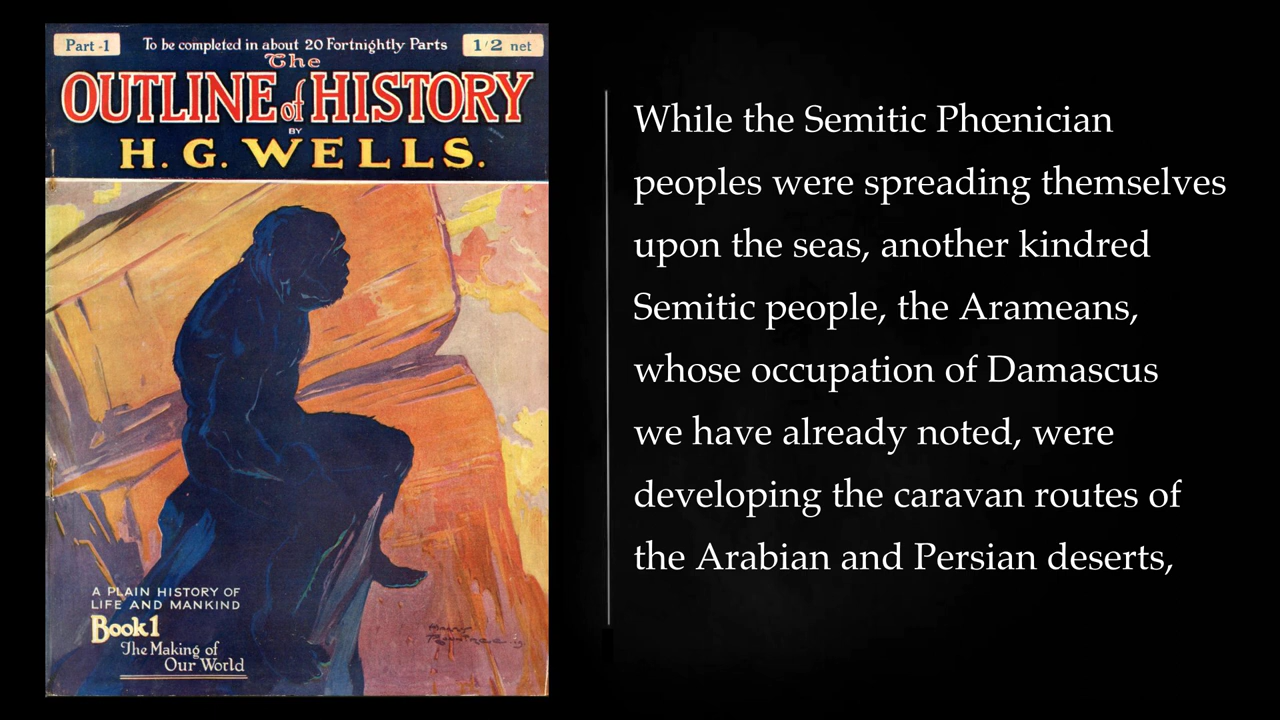 Part -1
To be completed in about 20 Fortnightly Parts
1/2 net
The
OUTLINE of HISTORY
BY
H. G. WELLS.
A PLAIN HISTORY OF
LIFE AND MANKIND
Book 1
The Making of
Our World
While the Semitic Phœnician
peoples were spreading themselves
upon the seas, another kindred
Semitic people, the Arameans,
whose occupation of Damascus
we have already noted, were
developing the caravan routes of
the Arabian and Persian deserts,